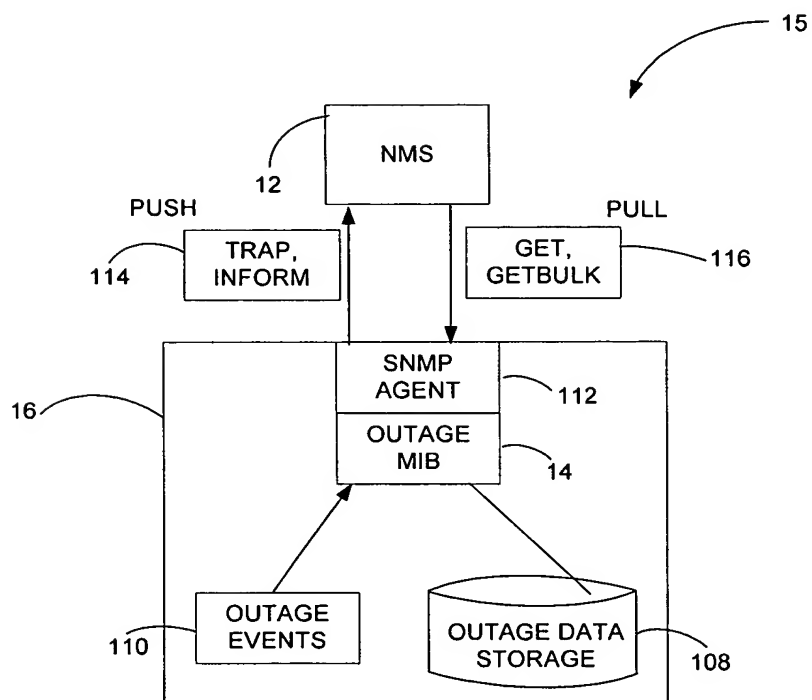 15
NMS
12
PUSH
PULL
TRAP,
INFORM
114
GET,
GETBULK
116
SNMP
AGENT
112
16
OUTAGE
MIB
14
OUTAGE
EVENTS
110
OUTAGE DATA
STORAGE
108